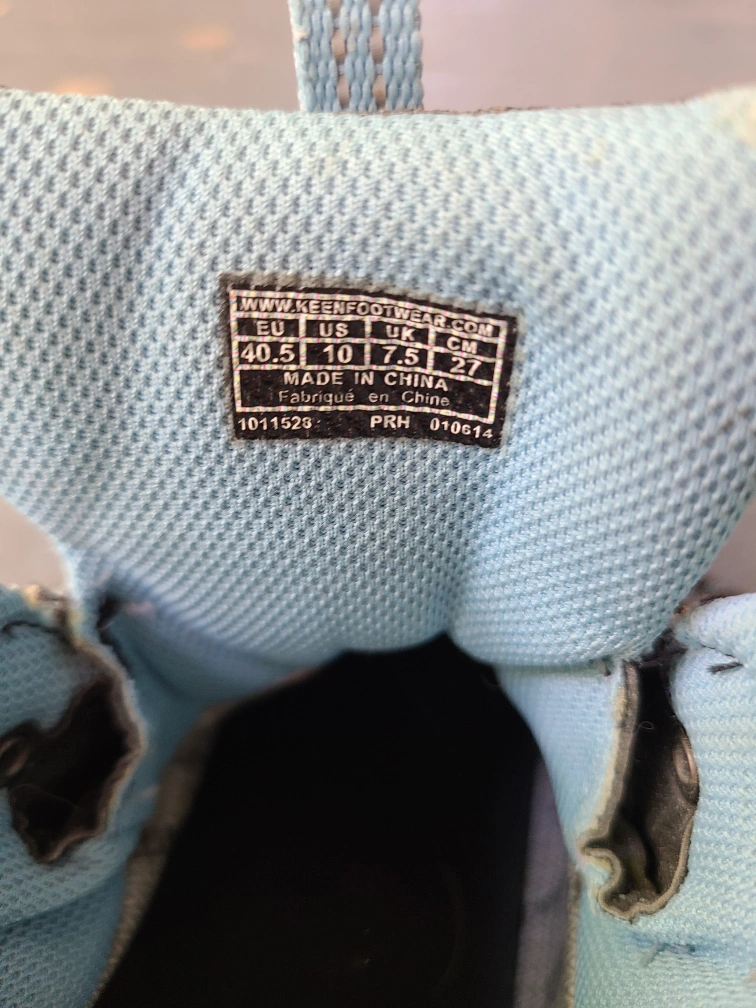 WWW.KEENFOOTWEAR.COM
EU US UK CM
40.5 10 7.5 27
MADE IN CHINA
Fabriqué en Chine
1011528 PRH 010614